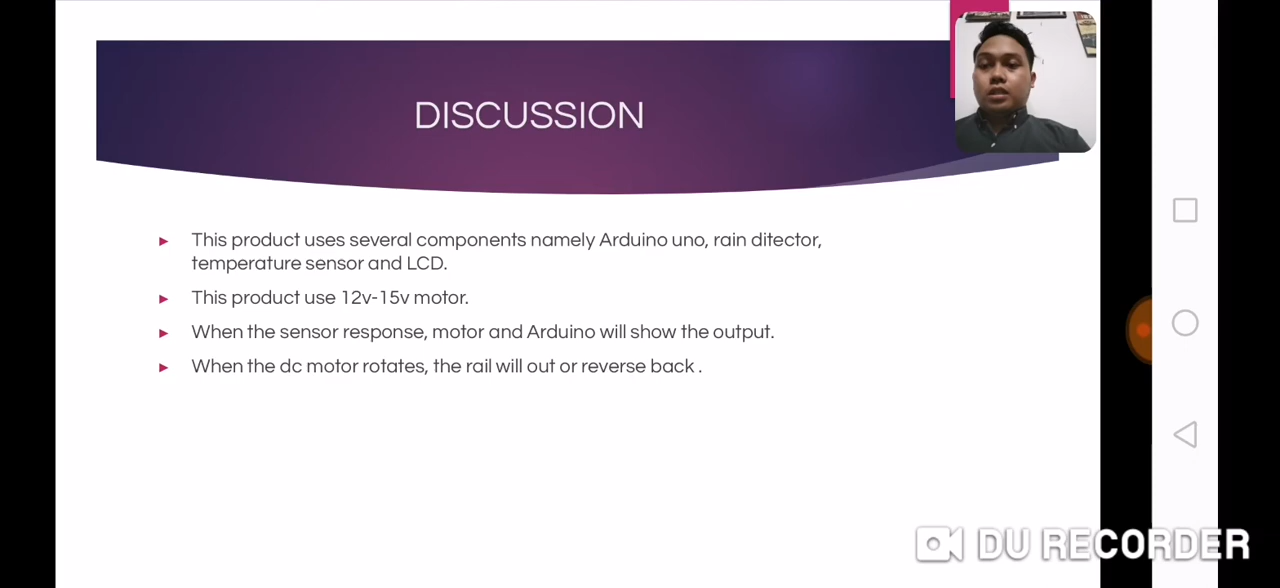 DISCUSSION
This product uses several components namely Arduino uno, rain ditector,
temperature sensor and LCD.
This product use 12v-15v motor.
When the sensor response, motor and Arduino will show the output.
When the dc motor rotates, the rail will out or reverse back .
DU RECORDER